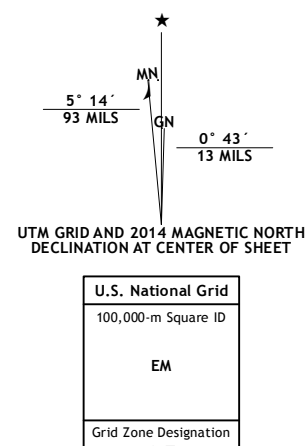 ★
MN
5° 14´
93 MILS
GN
0° 43´
13 MILS
UTM GRID AND 2014 MAGNETIC NORTH
DECLINATION AT CENTER OF SHEET
U.S. National Grid
100,000-m Square ID
EM
Grid Zone Designation